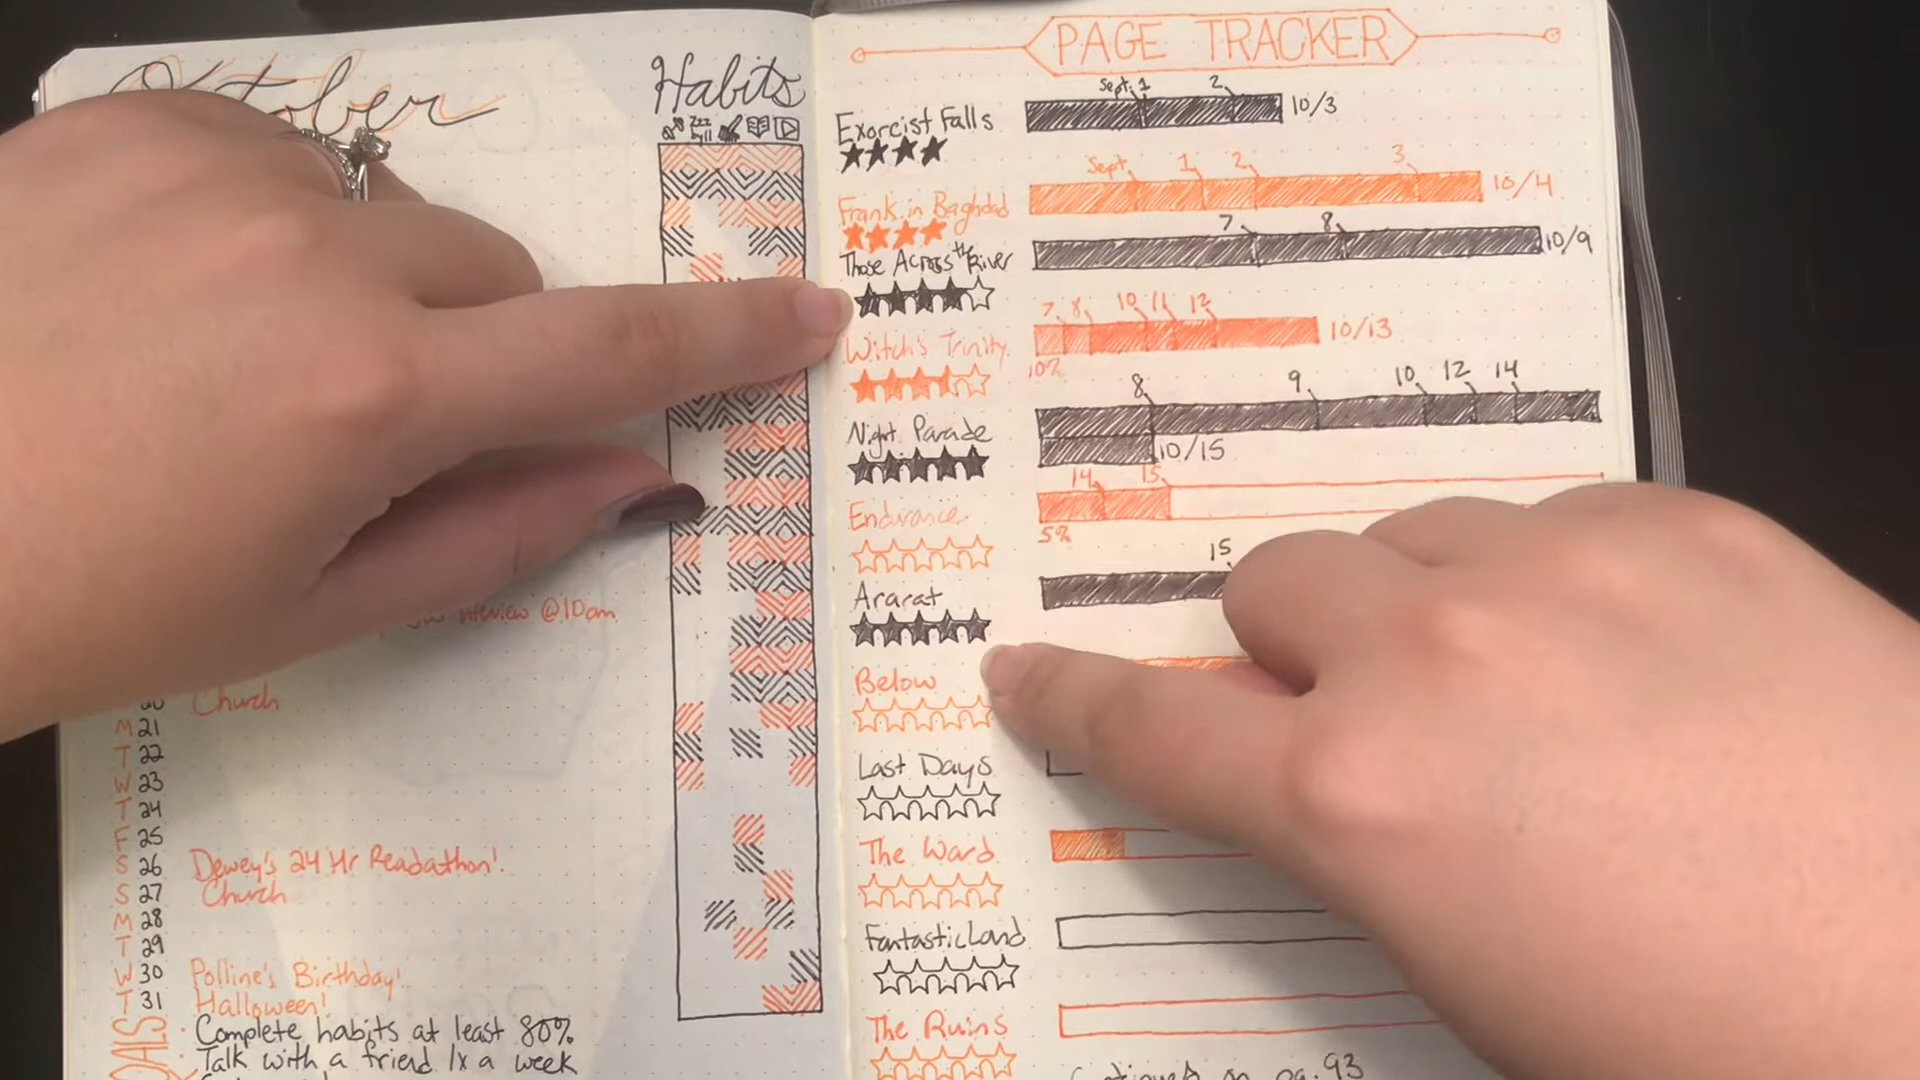 October
Habits
Zzz
by 11
interview @10am
20 Church
M 21
T 22
W 23
T 24
F 25
S 26 Dewey's 24 Hr Readathon!
S 27 Church
M 28
T 29
W 30 Polline's Birthday!
T 31 Halloween!
Complete habits at least 80%
Talk with a friend 1x a week
PAGE TRACKER
Sept. 1 2
Exorcist Falls 10/3
Sept. 1 2 3
Frank. in Baghdad 10/4
7 8
Those Across the River 10/9
7 8 10 11 12
Witch's Trinity 10/13
10%
8 9 10 12 14
Night Parade
10/15
14 15
Endurance
5%
15
Ararat
Below
Last Days
The Ward
FantasticLand
The Ruins
on pg. 93